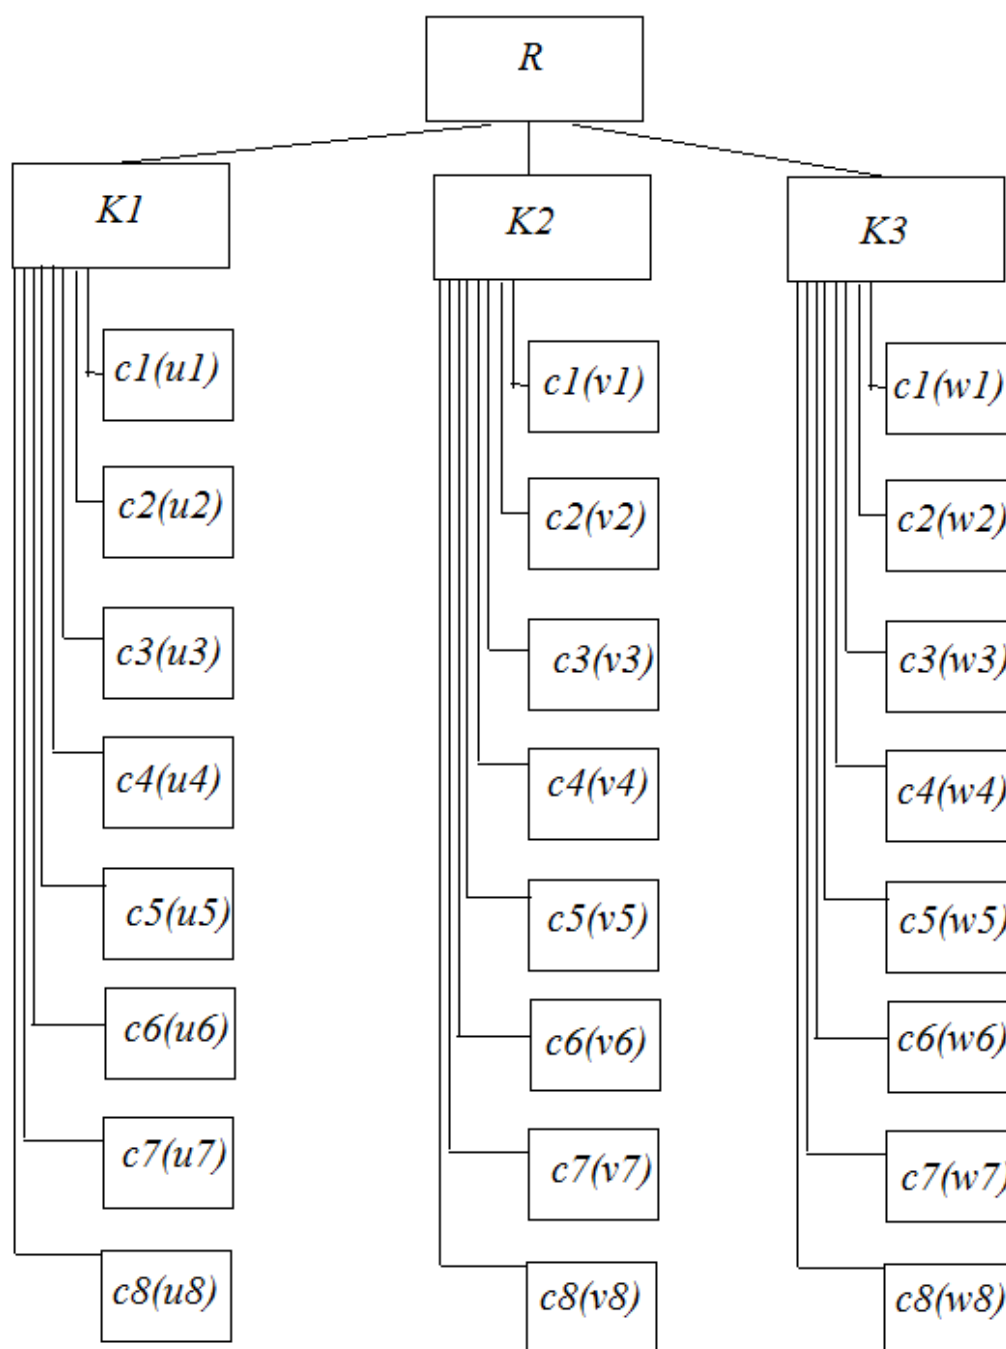 R
K1
K2
K3
c1(u1)
c2(u2)
c3(u3)
c4(u4)
c5(u5)
c6(u6)
c7(u7)
c8(u8)
c1(v1)
c2(v2)
c3(v3)
c4(v4)
c5(v5)
c6(v6)
c7(v7)
c8(v8)
c1(w1)
c2(w2)
c3(w3)
c4(w4)
c5(w5)
c6(w6)
c7(w7)
c8(w8)